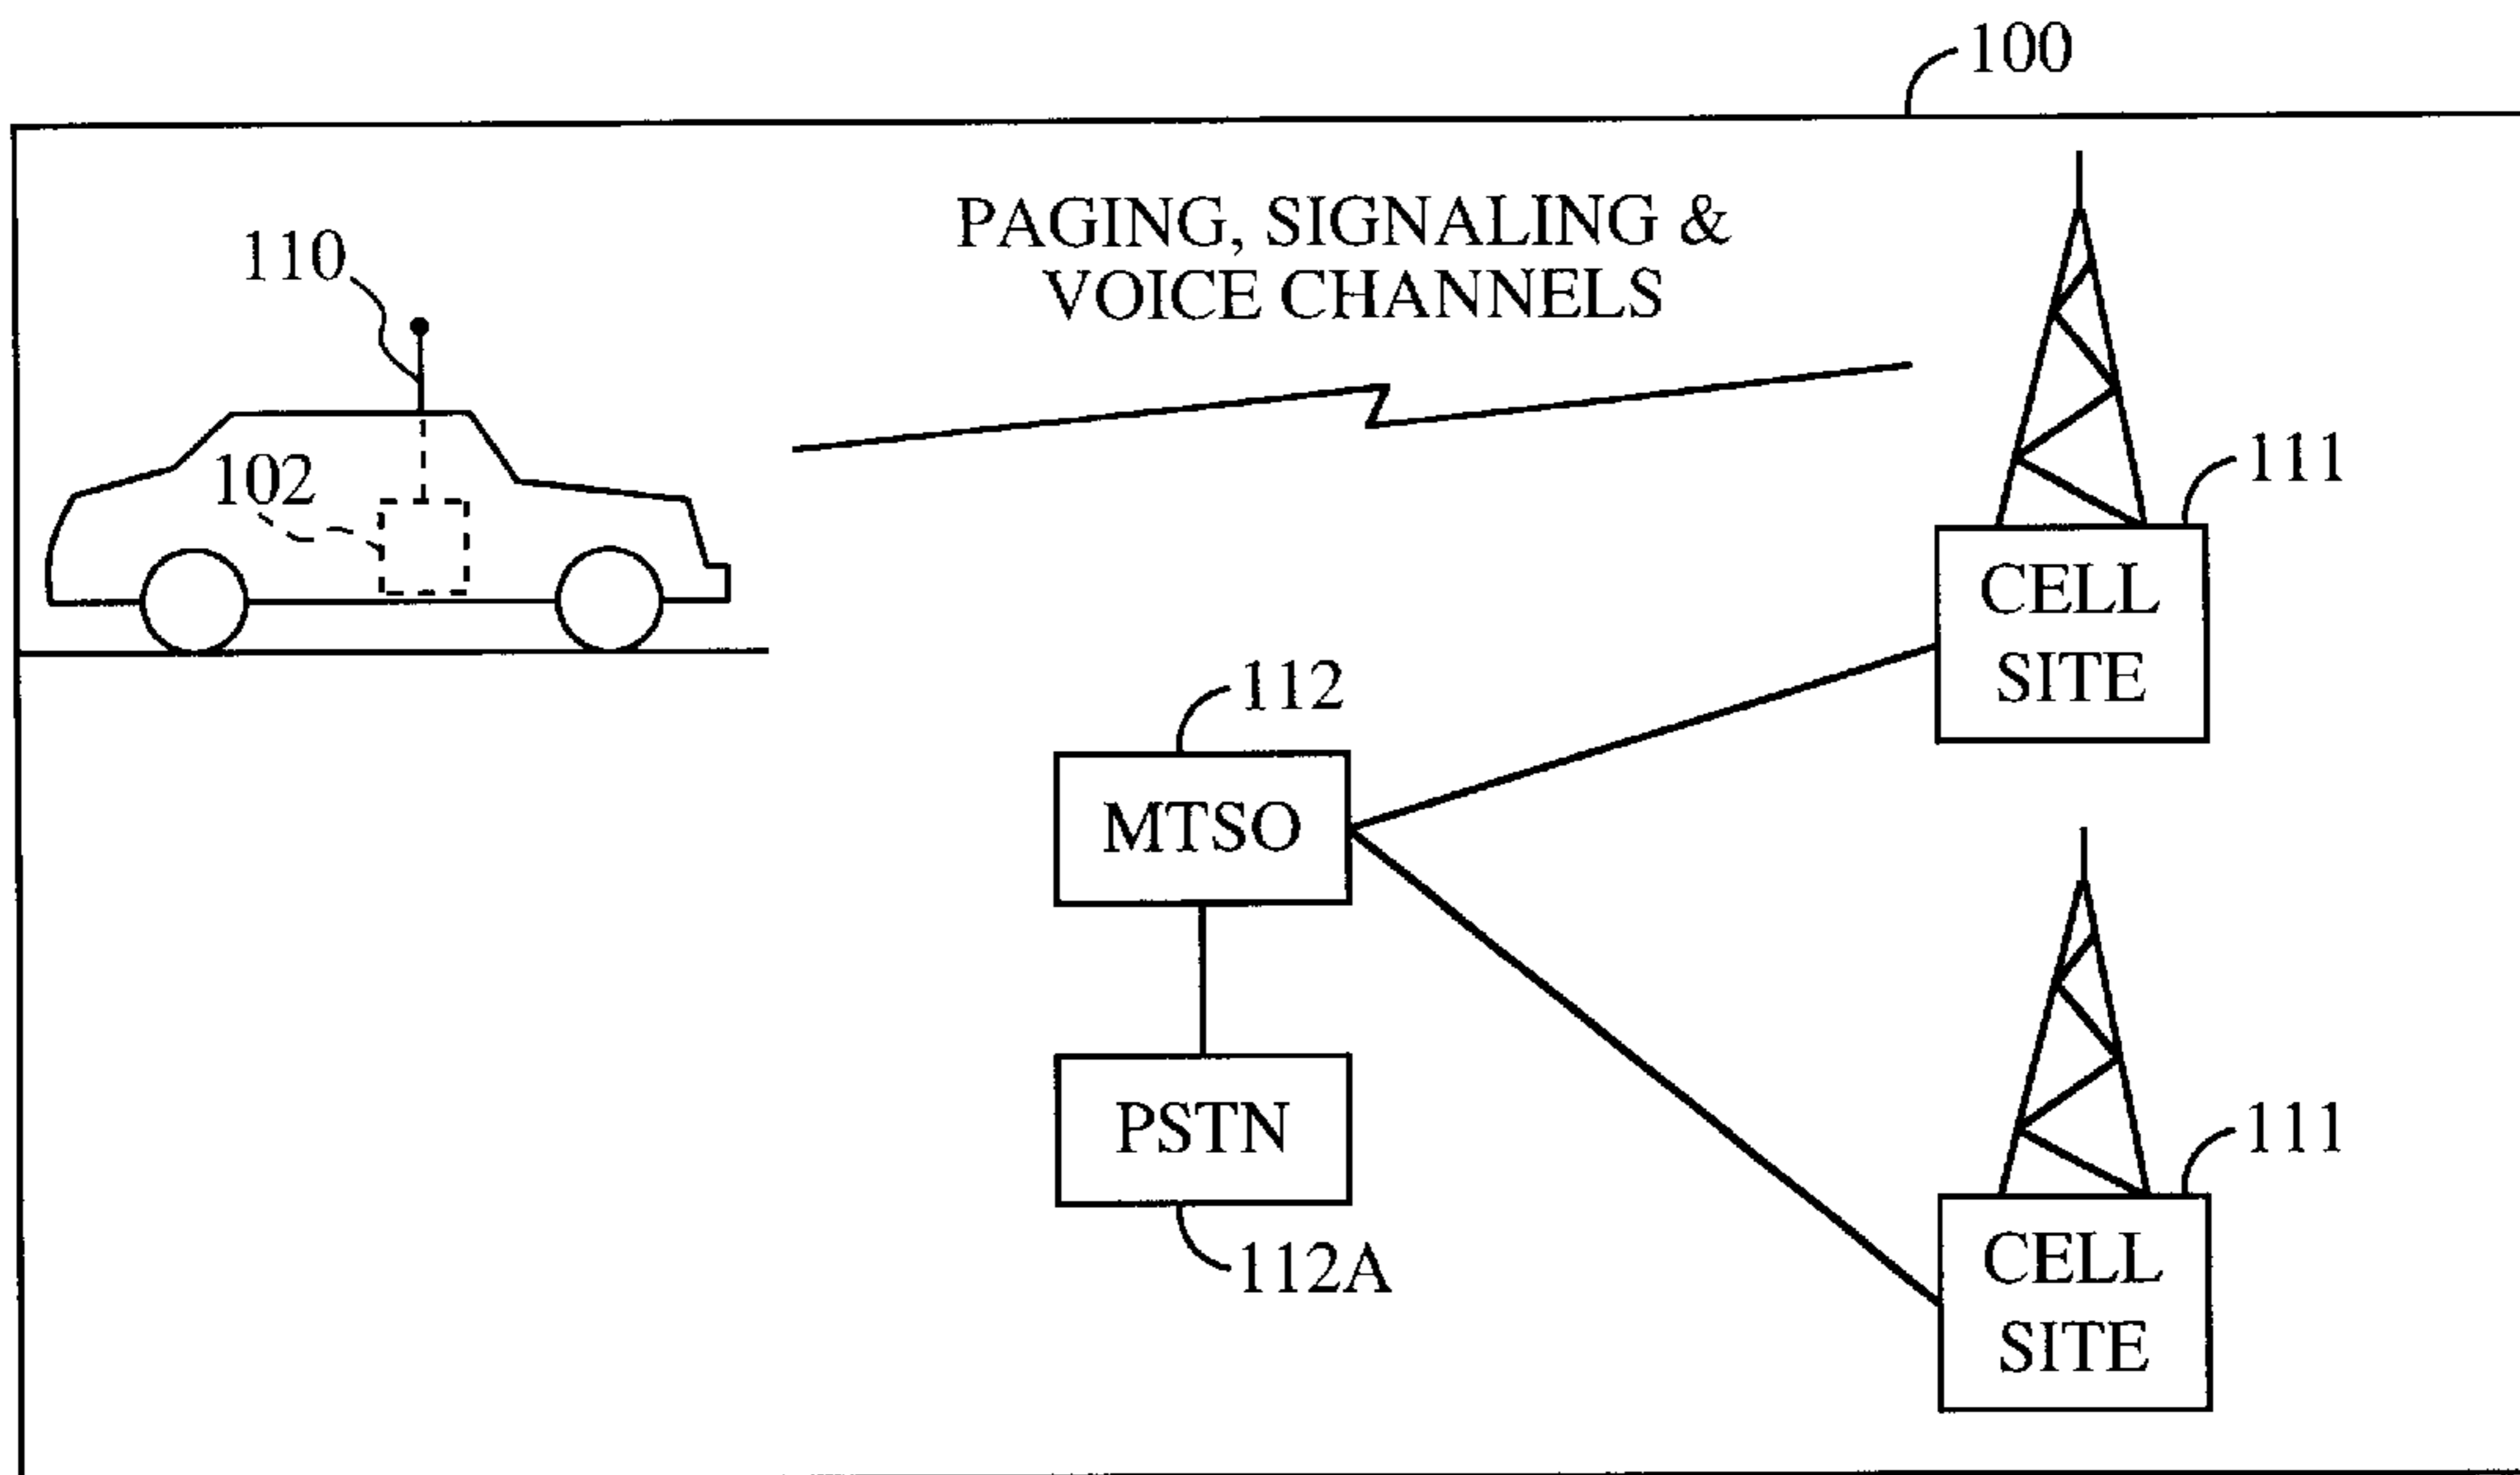 100
PAGING, SIGNALING &
VOICE CHANNELS
110
102
111
CELL
SITE
112
MTSO
PSTN
112A
111
CELL
SITE